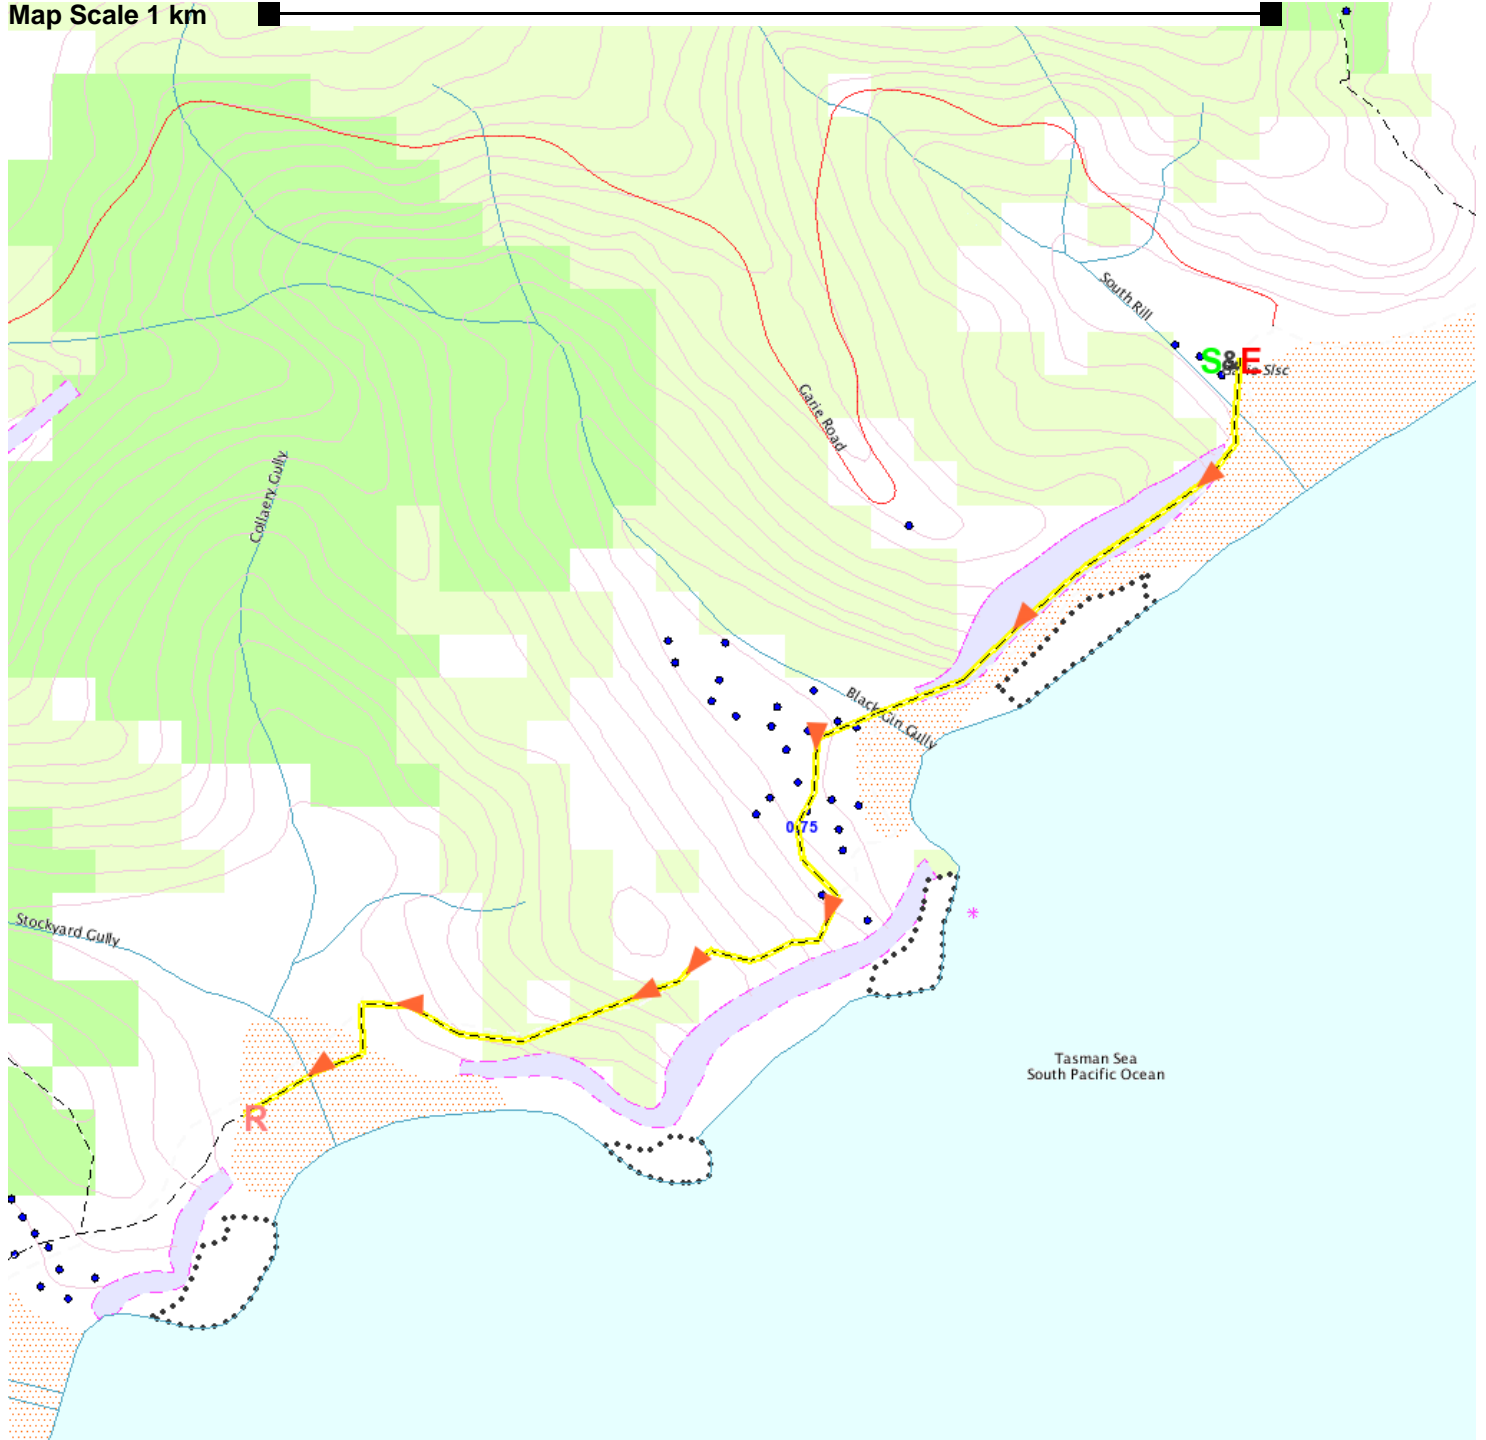 Map Scale 1 km
South Rill
S&E
Slsc
Garie Road
Collaery Gully
Black Gin Gully
0.75
Stockyard Gully
Tasman Sea
South Pacific Ocean
R